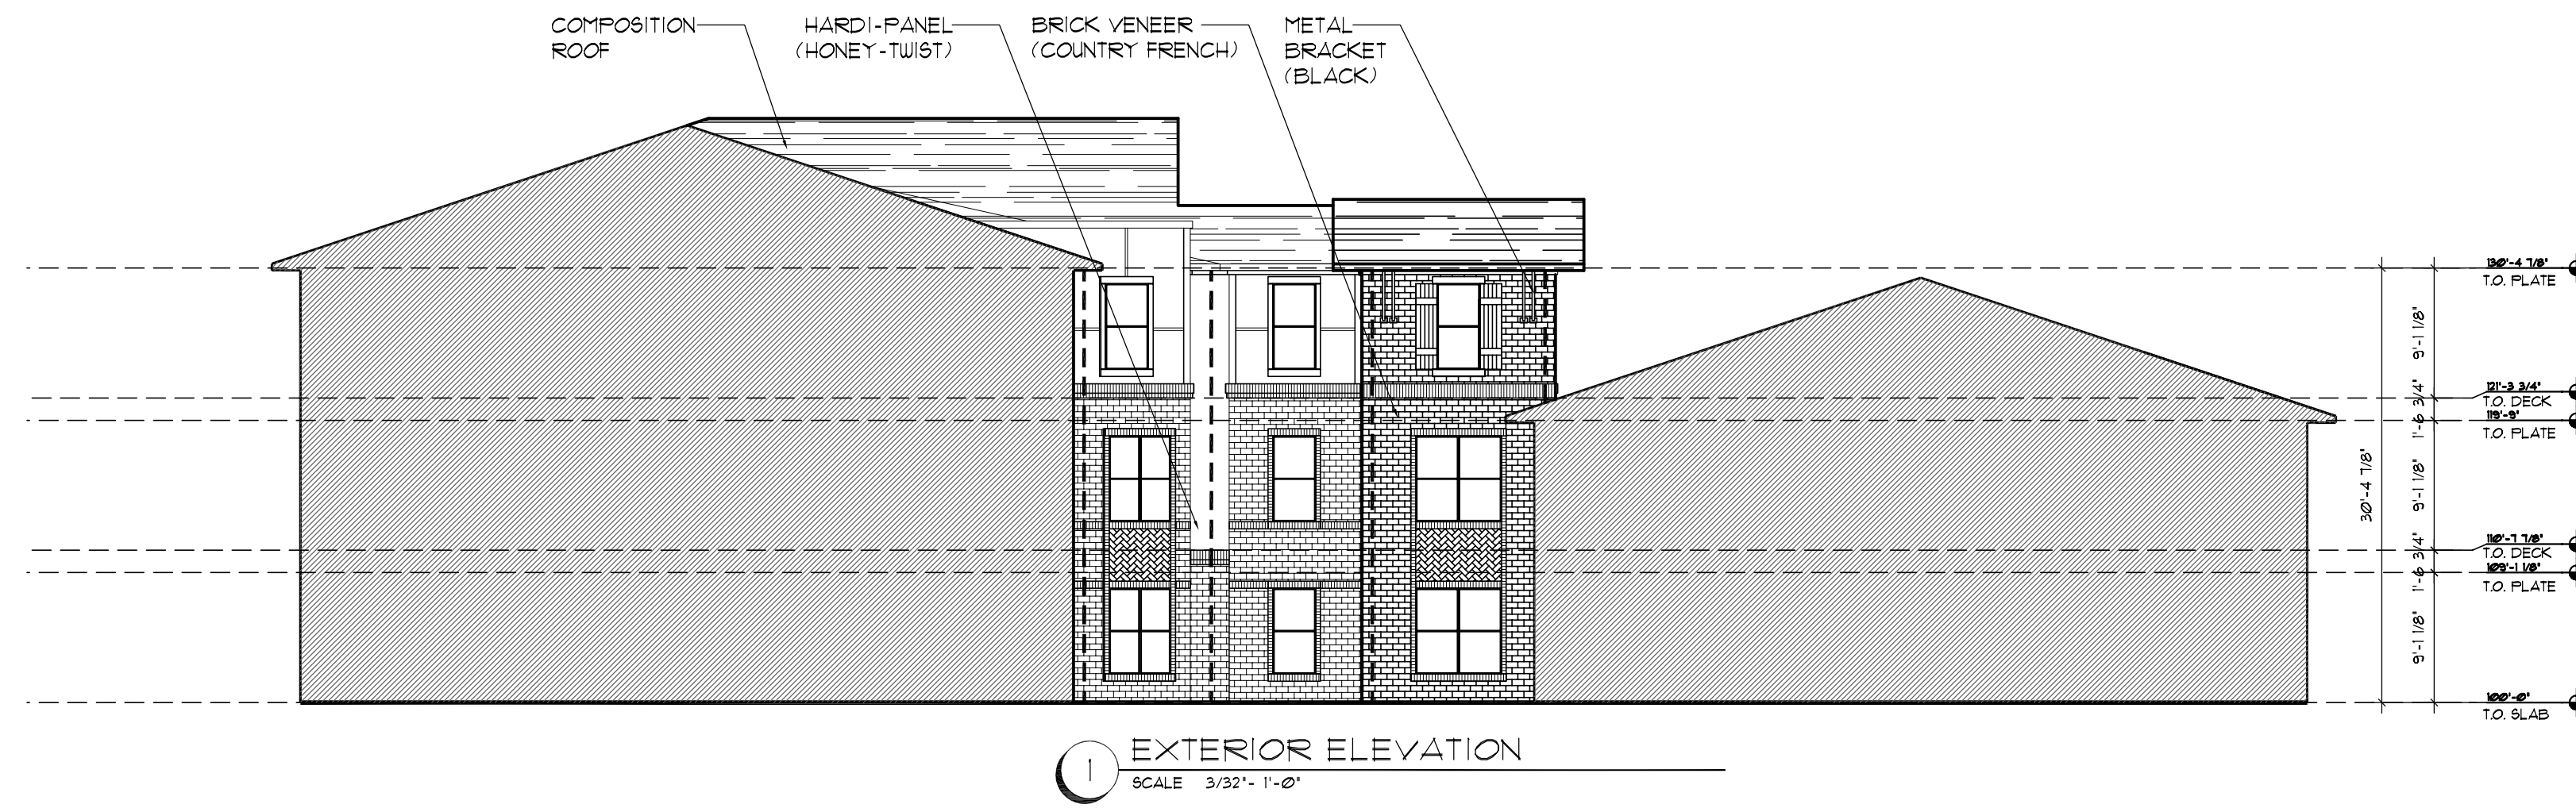 COMPOSITION
ROOF
HARDI-PANEL
(HONEY-TWIST)
BRICK VENEER
(COUNTRY FRENCH)
METAL
BRACKET
(BLACK)
130'-4 7/8"
T.O. PLATE
9'-1 1/8"
121'-3 3/4"
T.O. DECK
1'-6 3/4"
119'-9"
T.O. PLATE
30'-4 7/8"
9'-1 1/8"
110'-7 7/8"
T.O. DECK
1'-6 3/4"
109'-1 1/8"
T.O. PLATE
9'-1 1/8"
100'-0"
T.O. SLAB
1
EXTERIOR ELEVATION
SCALE 3/32"- 1'-0"